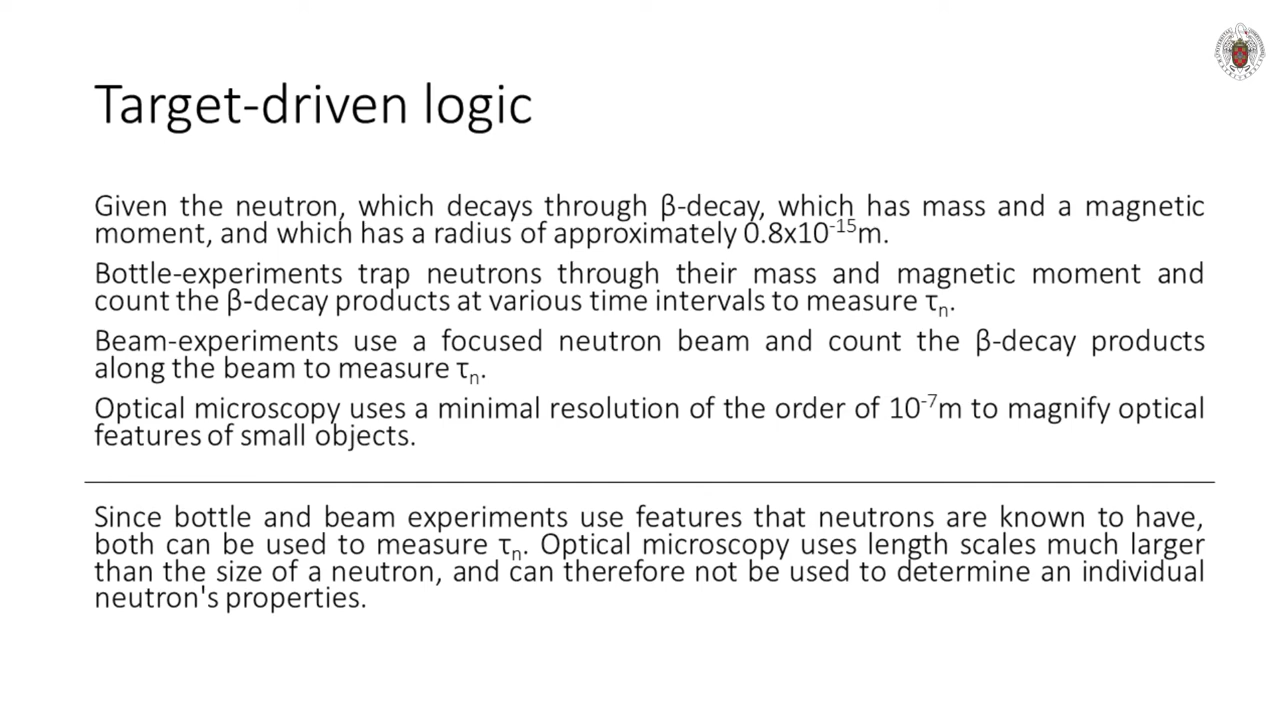 Target-driven logic
Given the neutron, which decays through β-decay, which has mass and a magnetic
moment, and which has a radius of approximately 0.8x10⁻¹⁵m.
Bottle-experiments trap neutrons through their mass and magnetic moment and
count the β-decay products at various time intervals to measure τₙ.
Beam-experiments use a focused neutron beam and count the β-decay products
along the beam to measure τₙ.
Optical microscopy uses a minimal resolution of the order of 10⁻⁷m to magnify optical
features of small objects.
Since bottle and beam experiments use features that neutrons are known to have,
both can be used to measure τₙ. Optical microscopy uses length scales much larger
than the size of a neutron, and can therefore not be used to determine an individual
neutron's properties.